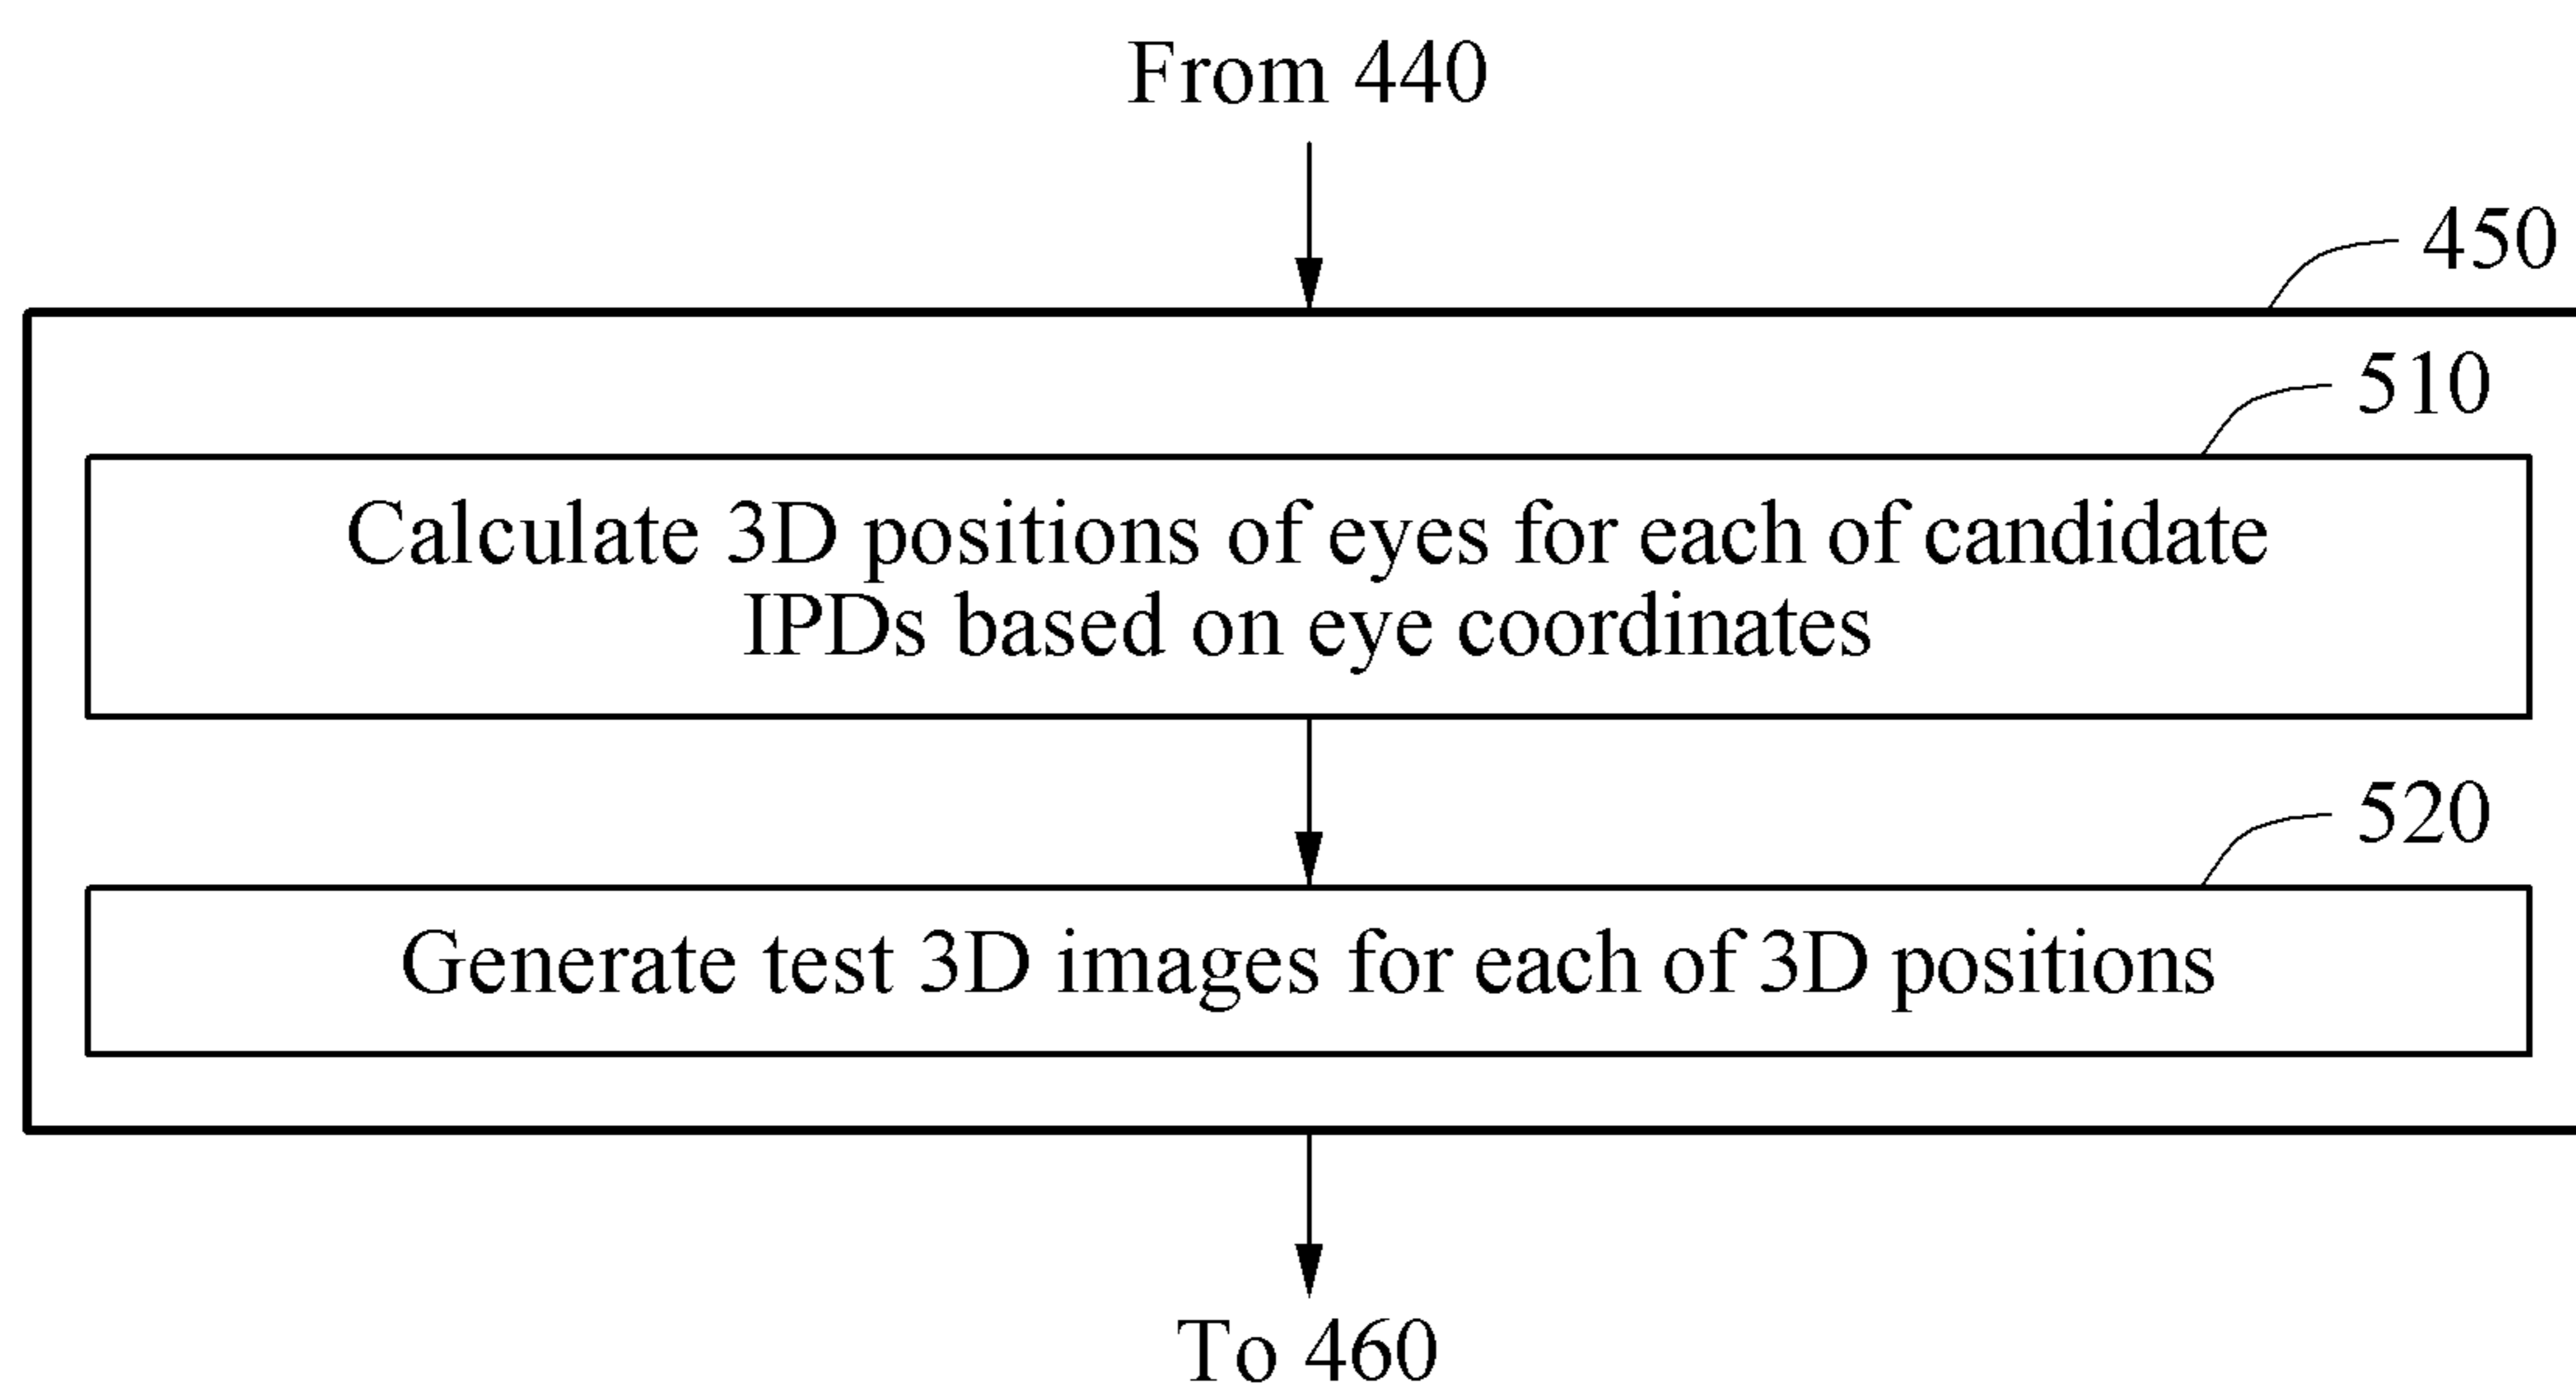 From 440
450
510
Calculate 3D positions of eyes for each of candidate
IPDs based on eye coordinates
520
Generate test 3D images for each of 3D positions
To 460